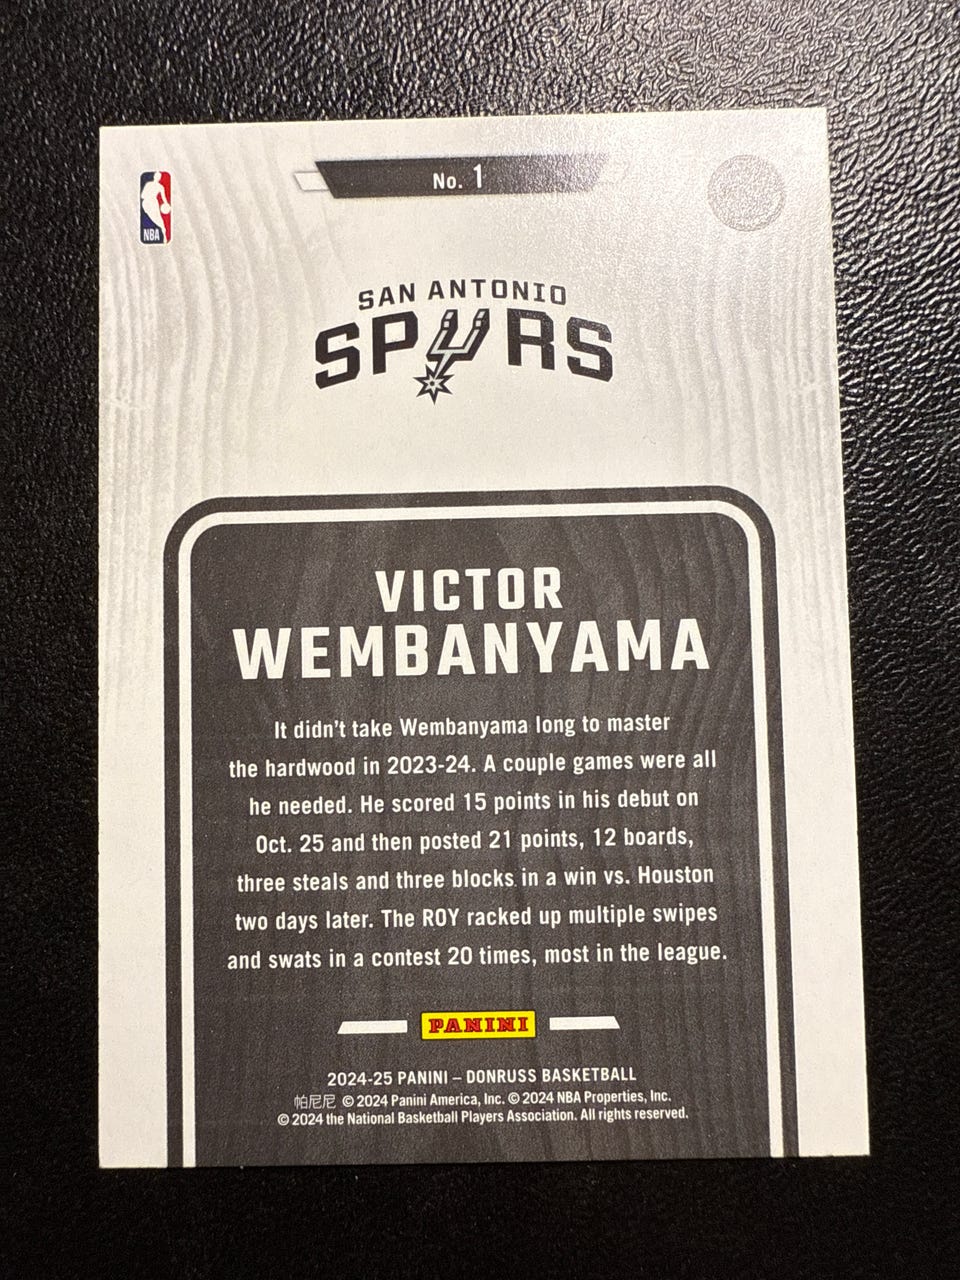 No. 1
NBA
SAN ANTONIO
SPURS
VICTOR
WEMBANYAMA
It didn't take Wembanyama long to master
the hardwood in 2023-24. A couple games were all
he needed. He scored 15 points in his debut on
Oct. 25 and then posted 21 points, 12 boards,
three steals and three blocks in a win vs. Houston
two days later. The ROY racked up multiple swipes
and swats in a contest 20 times, most in the league.
PANINI
2024-25 PANINI – DONRUSS BASKETBALL
帕尼尼 © 2024 Panini America, Inc. © 2024 NBA Properties, Inc.
© 2024 the National Basketball Players Association. All rights reserved.